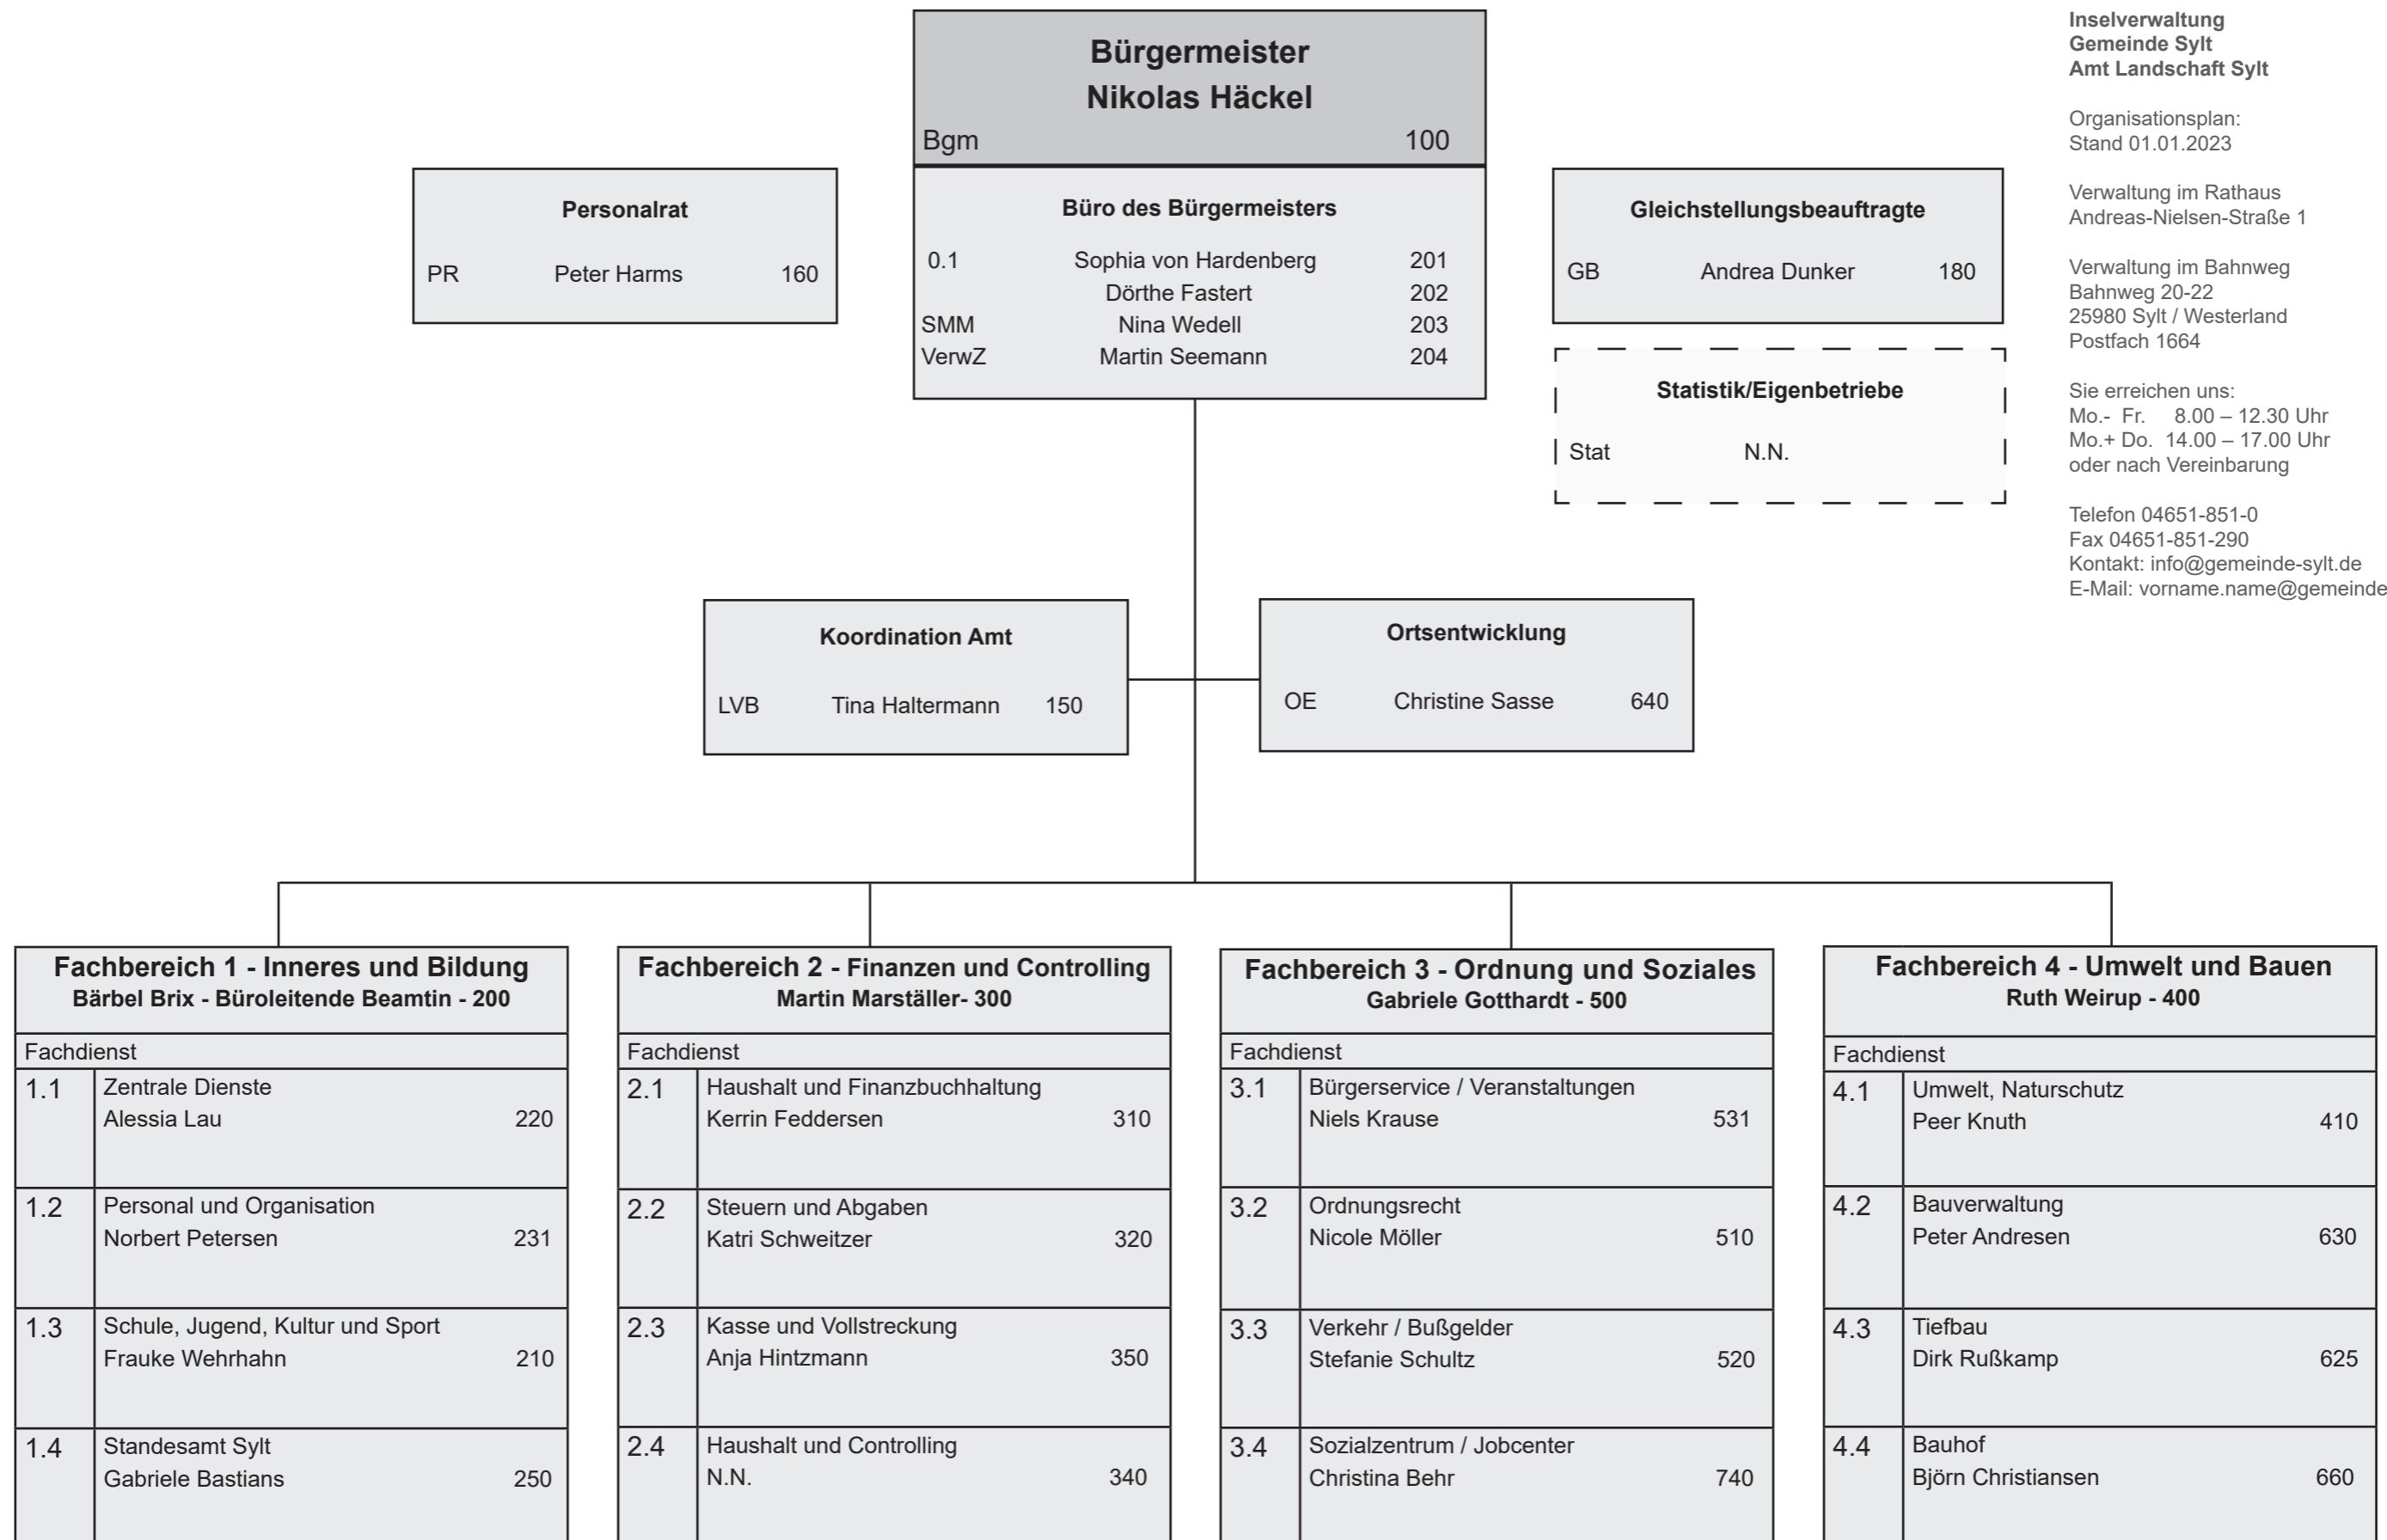 Bürgermeister
Nikolas Häckel
Bgm 100
Büro des Bürgermeisters
0.1 Sophia von Hardenberg 201
Dörthe Fastert 202
SMM Nina Wedell 203
VerwZ Martin Seemann 204
Personalrat
PR Peter Harms 160
Gleichstellungsbeauftragte
GB Andrea Dunker 180
Statistik/Eigenbetriebe
Stat N.N.
Inselverwaltung
Gemeinde Sylt
Amt Landschaft Sylt
Organisationsplan:
Stand 01.01.2023
Verwaltung im Rathaus
Andreas-Nielsen-Straße 1
Verwaltung im Bahnweg
Bahnweg 20-22
25980 Sylt / Westerland
Postfach 1664
Sie erreichen uns:
Mo.- Fr. 8.00 – 12.30 Uhr
Mo.+ Do. 14.00 – 17.00 Uhr
oder nach Vereinbarung
Telefon 04651-851-0
Fax 04651-851-290
Kontakt: info@gemeinde-sylt.de
E-Mail: vorname.name@gemeinde
Koordination Amt
LVB Tina Haltermann 150
Ortsentwicklung
OE Christine Sasse 640
Fachbereich 1 - Inneres und Bildung
Bärbel Brix - Büroleitende Beamtin - 200
Fachdienst
1.1 Zentrale Dienste
Alessia Lau 220
1.2 Personal und Organisation
Norbert Petersen 231
1.3 Schule, Jugend, Kultur und Sport
Frauke Wehrhahn 210
1.4 Standesamt Sylt
Gabriele Bastians 250
Fachbereich 2 - Finanzen und Controlling
Martin Marställer- 300
Fachdienst
2.1 Haushalt und Finanzbuchhaltung
Kerrin Feddersen 310
2.2 Steuern und Abgaben
Katri Schweitzer 320
2.3 Kasse und Vollstreckung
Anja Hintzmann 350
2.4 Haushalt und Controlling
N.N. 340
Fachbereich 3 - Ordnung und Soziales
Gabriele Gotthardt - 500
Fachdienst
3.1 Bürgerservice / Veranstaltungen
Niels Krause 531
3.2 Ordnungsrecht
Nicole Möller 510
3.3 Verkehr / Bußgelder
Stefanie Schultz 520
3.4 Sozialzentrum / Jobcenter
Christina Behr 740
Fachbereich 4 - Umwelt und Bauen
Ruth Weirup - 400
Fachdienst
4.1 Umwelt, Naturschutz
Peer Knuth 410
4.2 Bauverwaltung
Peter Andresen 630
4.3 Tiefbau
Dirk Rußkamp 625
4.4 Bauhof
Björn Christiansen 660